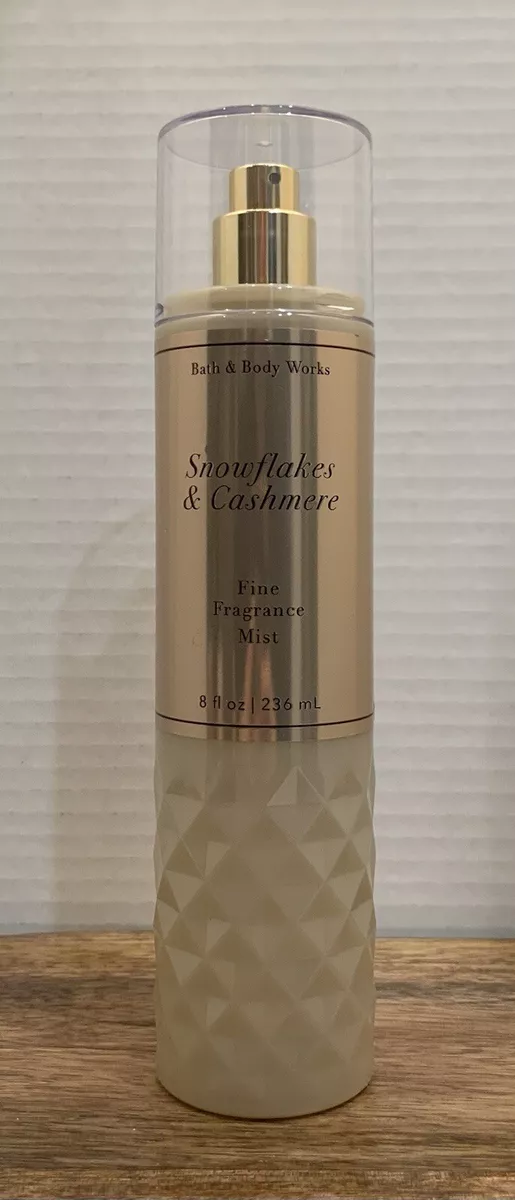 Bath & Body Works
Snowflakes
& Cashmere
Fine
Fragrance
Mist
8 fl oz | 236 mL